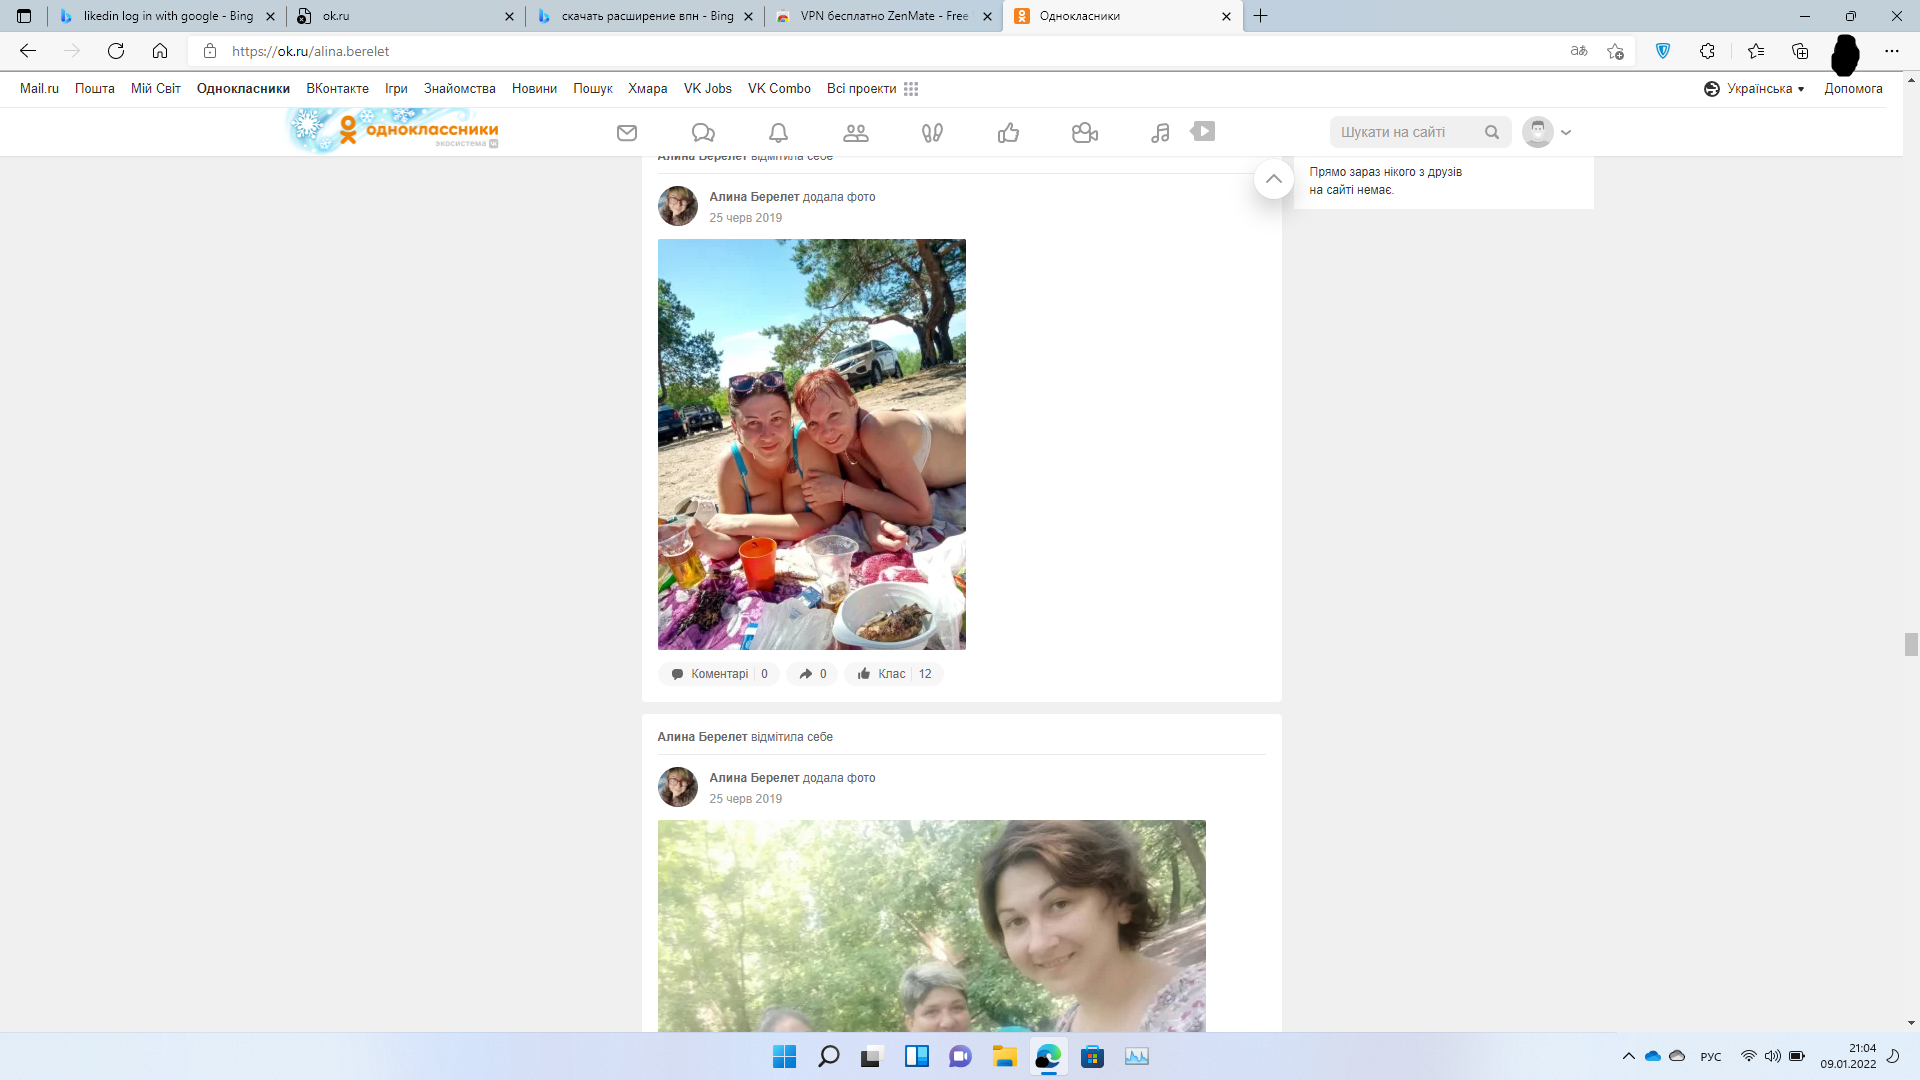 likedin log in with google - Bing
ok.ru
скачать расширение впн - Bing
VPN бесплатно ZenMate - Free
Однокласники
https://ok.ru/alina.berelet
Mail.ru Пошта Мій Світ Однокласники ВКонтакте Ігри Знайомства Новини Пошук Хмара VK Jobs VK Combo Всі проекти
Українська
Допомога
одноклассники
экосистема
Шукати на сайті
Алина Берелет відмітила себе
Прямо зараз нікого з друзів
на сайті немає.
Алина Берелет додала фото
25 черв 2019
Коментарі 0
0
Клас 12
Алина Берелет відмітила себе
Алина Берелет додала фото
25 черв 2019
РУС
21:04
09.01.2022